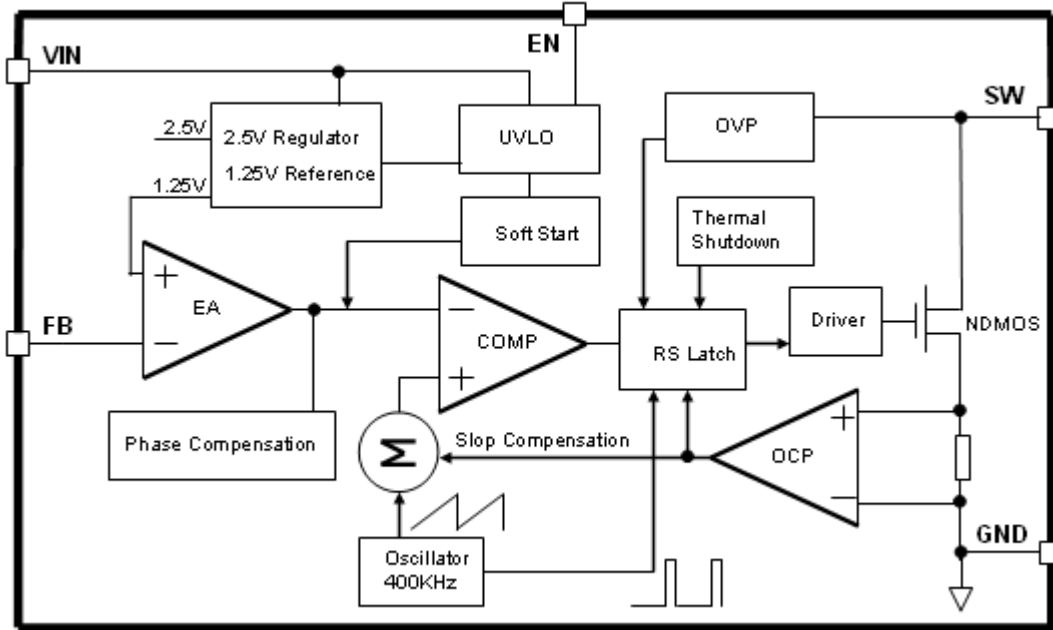 EN
VIN
SW
2.5V
2.5V Regulator
1.25V Reference
UVLO
OVP
1.25V
Soft Start
Thermal
Shutdown
+
EA
−
FB
−
COMP
+
RS Latch
Driver
NDMOS
Phase Compensation
Σ
Slop Compensation
+
OCP
−
Oscillator
400KHz
GND